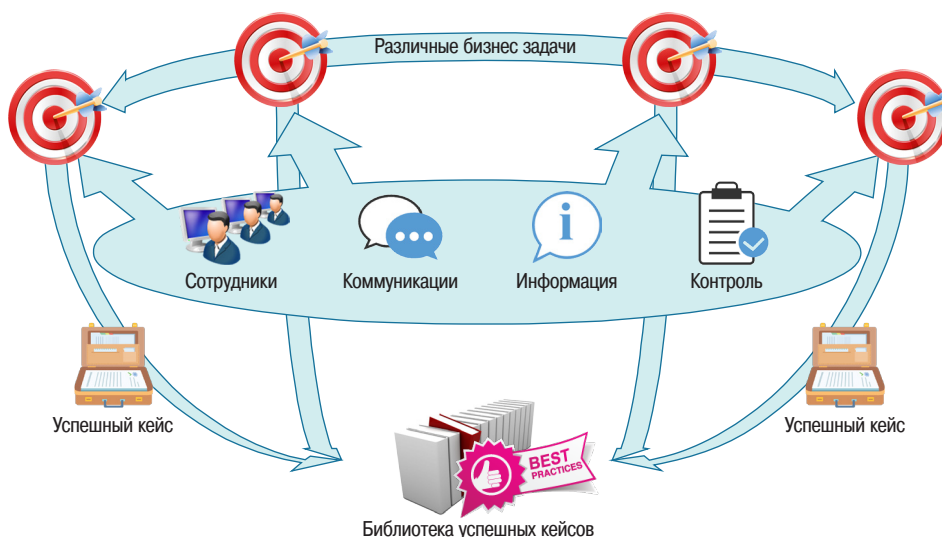 Различные бизнес задачи
Сотрудники
Коммуникации
Информация
Контроль
Успешный кейс
Успешный кейс
BEST
PRACTICES
Библиотека успешных кейсов